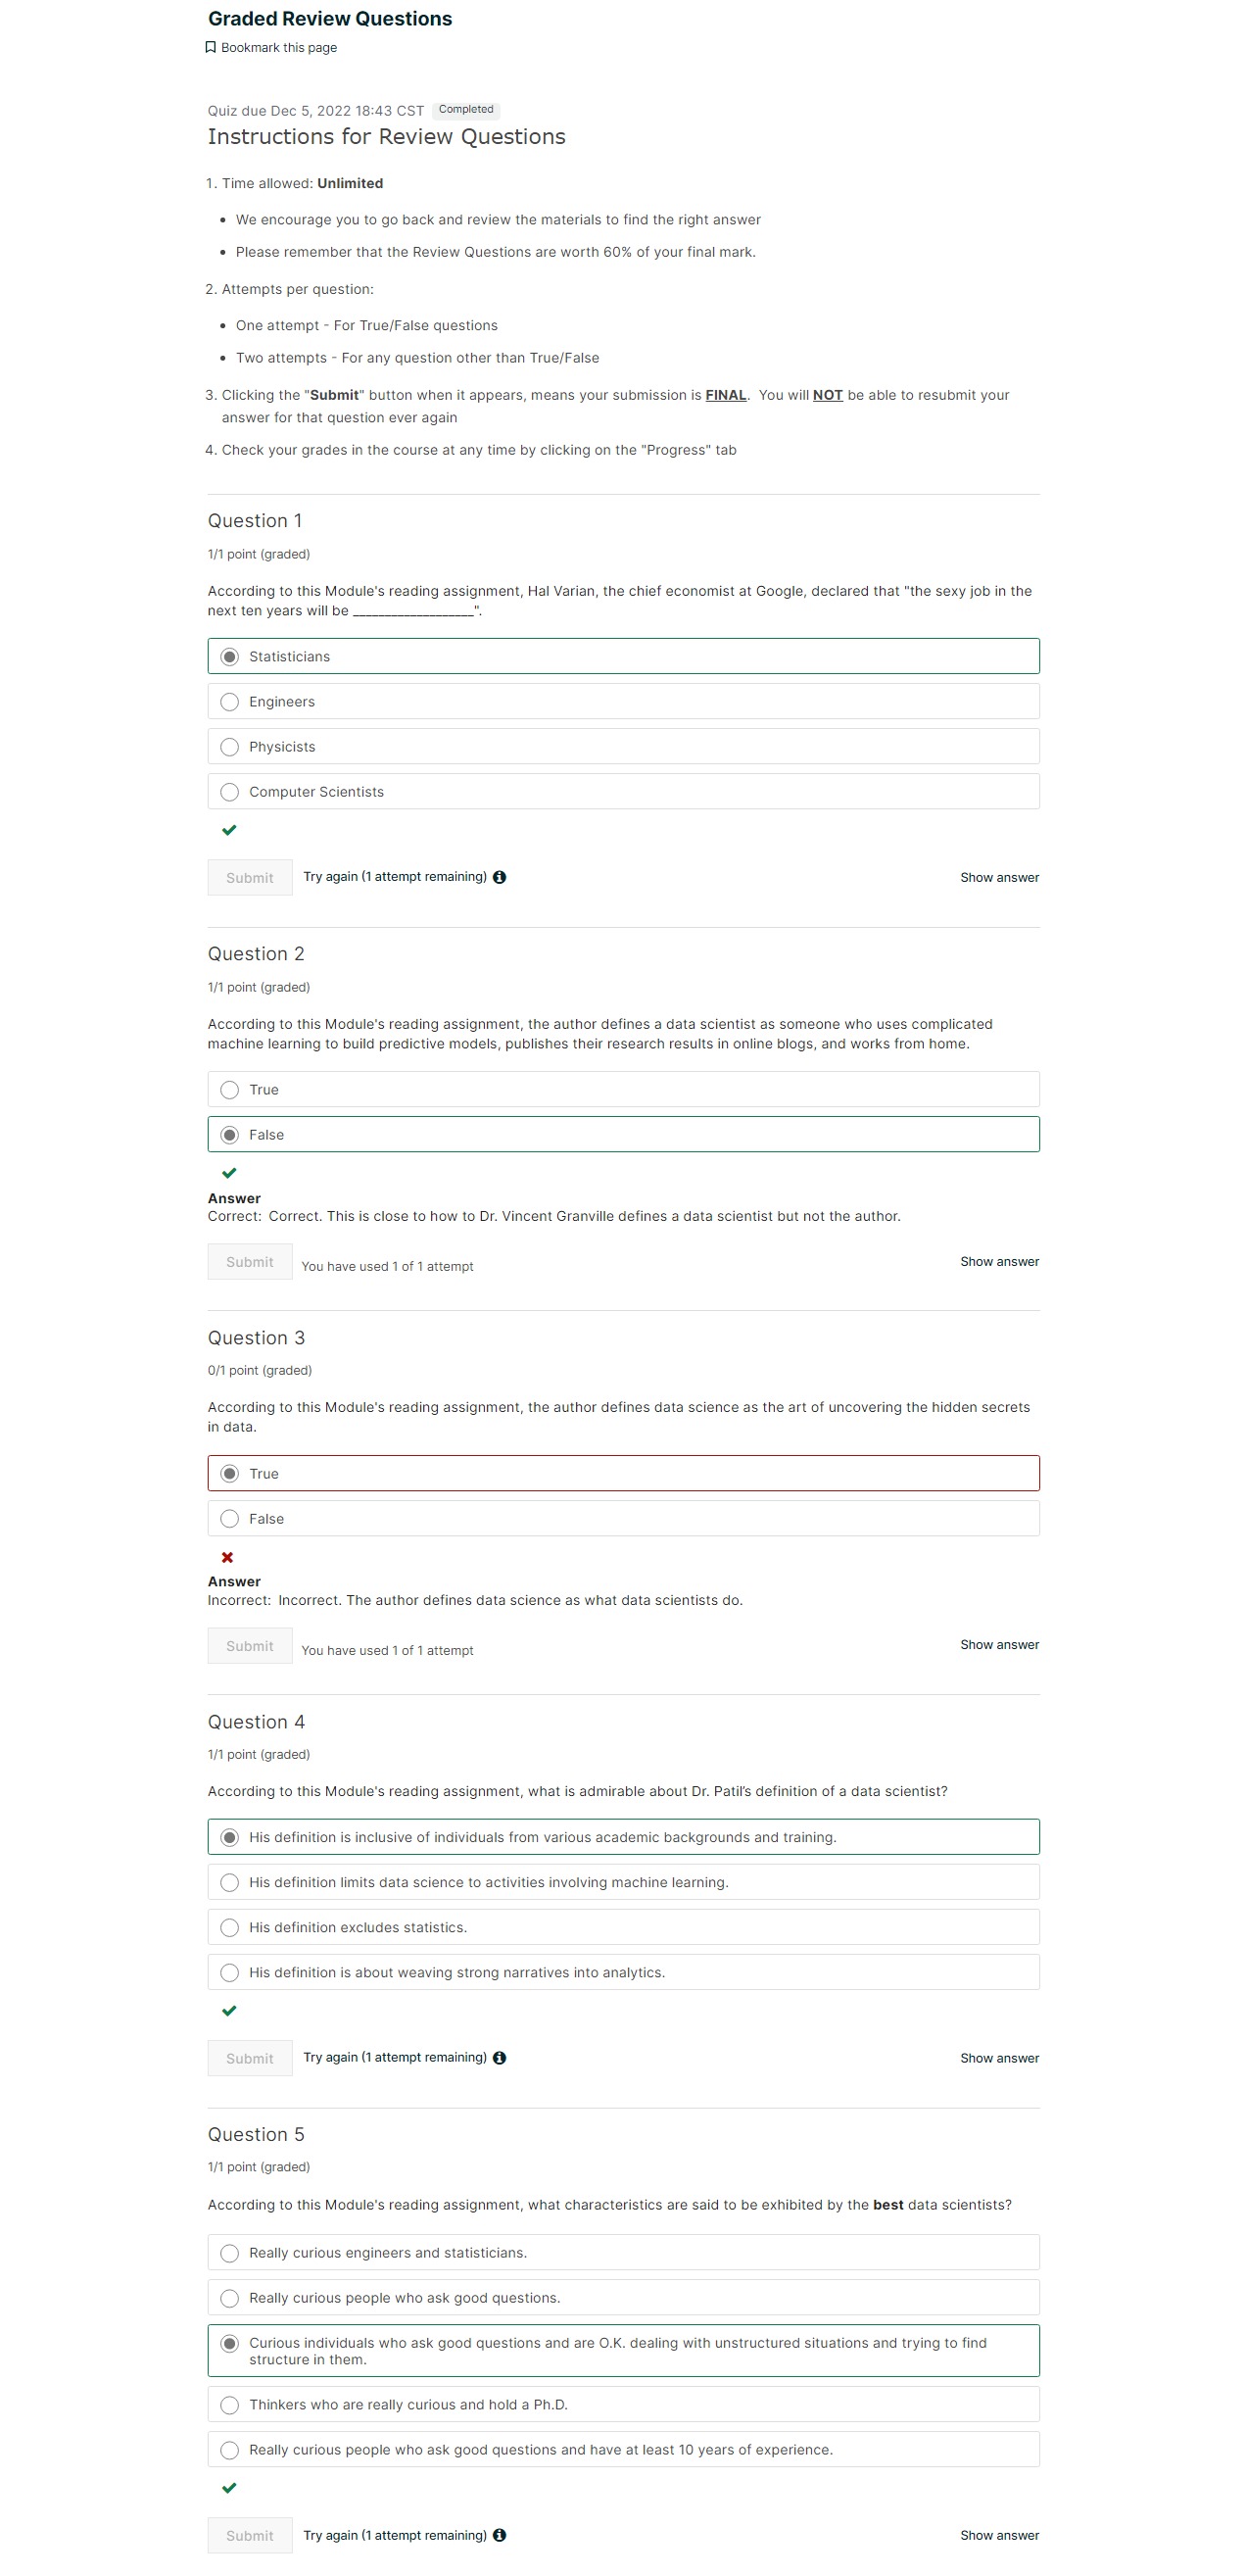 Graded Review Questions
Bookmark this page
Quiz due Dec 5, 2022 18:43 CST Completed
Instructions for Review Questions
1. Time allowed: Unlimited
• We encourage you to go back and review the materials to find the right answer
• Please remember that the Review Questions are worth 60% of your final mark.
2. Attempts per question:
• One attempt - For True/False questions
• Two attempts - For any question other than True/False
3. Clicking the "Submit" button when it appears, means your submission is FINAL. You will NOT be able to resubmit your
answer for that question ever again
4. Check your grades in the course at any time by clicking on the "Progress" tab
Question 1
1/1 point (graded)
According to this Module's reading assignment, Hal Varian, the chief economist at Google, declared that "the sexy job in the
next ten years will be __________________".
Statisticians
Engineers
Physicists
Computer Scientists
Submit Try again (1 attempt remaining) Show answer
Question 2
1/1 point (graded)
According to this Module's reading assignment, the author defines a data scientist as someone who uses complicated
machine learning to build predictive models, publishes their research results in online blogs, and works from home.
True
False
Answer
Correct: Correct. This is close to how to Dr. Vincent Granville defines a data scientist but not the author.
Submit You have used 1 of 1 attempt Show answer
Question 3
0/1 point (graded)
According to this Module's reading assignment, the author defines data science as the art of uncovering the hidden secrets
in data.
True
False
Answer
Incorrect: Incorrect. The author defines data science as what data scientists do.
Submit You have used 1 of 1 attempt Show answer
Question 4
1/1 point (graded)
According to this Module's reading assignment, what is admirable about Dr. Patil's definition of a data scientist?
His definition is inclusive of individuals from various academic backgrounds and training.
His definition limits data science to activities involving machine learning.
His definition excludes statistics.
His definition is about weaving strong narratives into analytics.
Submit Try again (1 attempt remaining) Show answer
Question 5
1/1 point (graded)
According to this Module's reading assignment, what characteristics are said to be exhibited by the best data scientists?
Really curious engineers and statisticians.
Really curious people who ask good questions.
Curious individuals who ask good questions and are O.K. dealing with unstructured situations and trying to find
structure in them.
Thinkers who are really curious and hold a Ph.D.
Really curious people who ask good questions and have at least 10 years of experience.
Submit Try again (1 attempt remaining) Show answer